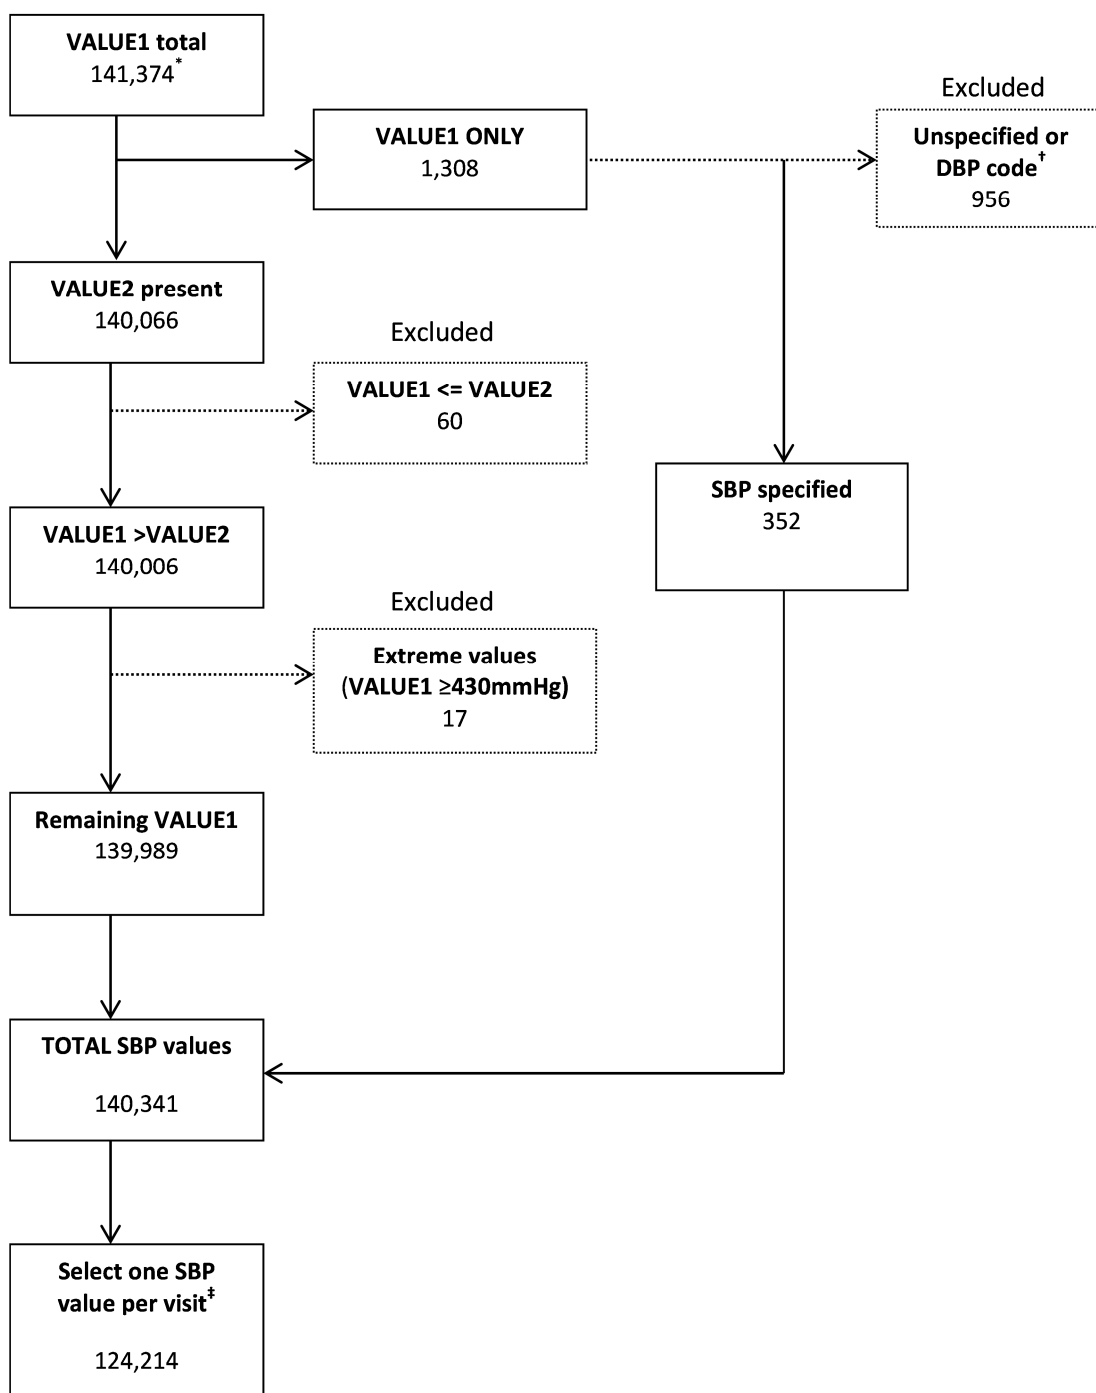 VALUE1 total
141,374*
Excluded
VALUE1 ONLY
1,308
Unspecified or
DBP code†
956
VALUE2 present
140,066
Excluded
VALUE1 <= VALUE2
60
SBP specified
352
VALUE1 >VALUE2
140,006
Excluded
Extreme values
(VALUE1 ≥430mmHg)
17
Remaining VALUE1
139,989
TOTAL SBP values
140,341
Select one SBP
value per visit‡
124,214